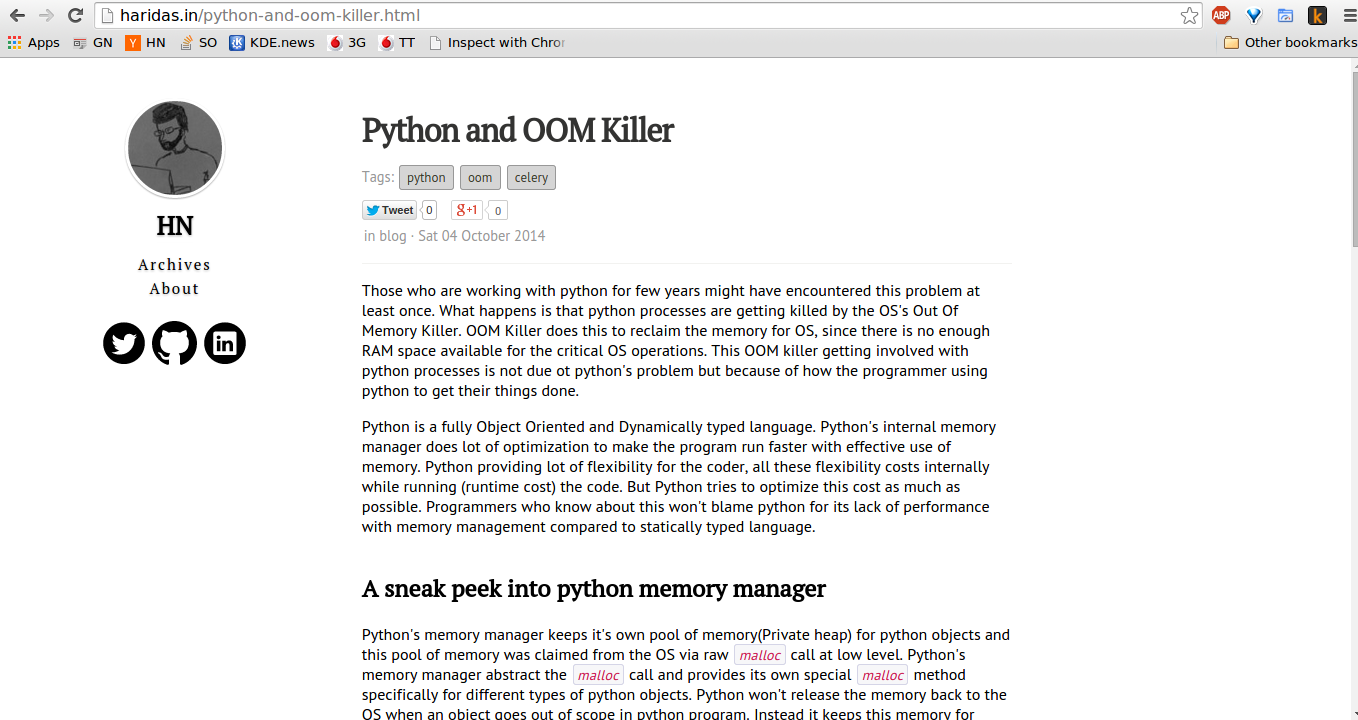 haridas.in/python-and-oom-killer.html
ABP
k
Apps GN Y HN SO KDE.news 3G TT Inspect with Chror Other bookmarks
Python and OOM Killer
Tags: python oom celery
Tweet 0 g+1 0
in blog · Sat 04 October 2014
HN
Archives
About
in
Those who are working with python for few years might have encountered this problem at
least once. What happens is that python processes are getting killed by the OS's Out Of
Memory Killer. OOM Killer does this to reclaim the memory for OS, since there is no enough
RAM space available for the critical OS operations. This OOM killer getting involved with
python processes is not due ot python's problem but because of how the programmer using
python to get their things done.
Python is a fully Object Oriented and Dynamically typed language. Python's internal memory
manager does lot of optimization to make the program run faster with effective use of
memory. Python providing lot of flexibility for the coder, all these flexibility costs internally
while running (runtime cost) the code. But Python tries to optimize this cost as much as
possible. Programmers who know about this won't blame python for its lack of performance
with memory management compared to statically typed language.
A sneak peek into python memory manager
Python's memory manager keeps it's own pool of memory(Private heap) for python objects and
this pool of memory was claimed from the OS via raw malloc call at low level. Python's
memory manager abstract the malloc call and provides its own special malloc method
specifically for different types of python objects. Python won't release the memory back to the
OS when an object goes out of scope in python program. Instead it keeps this memory for